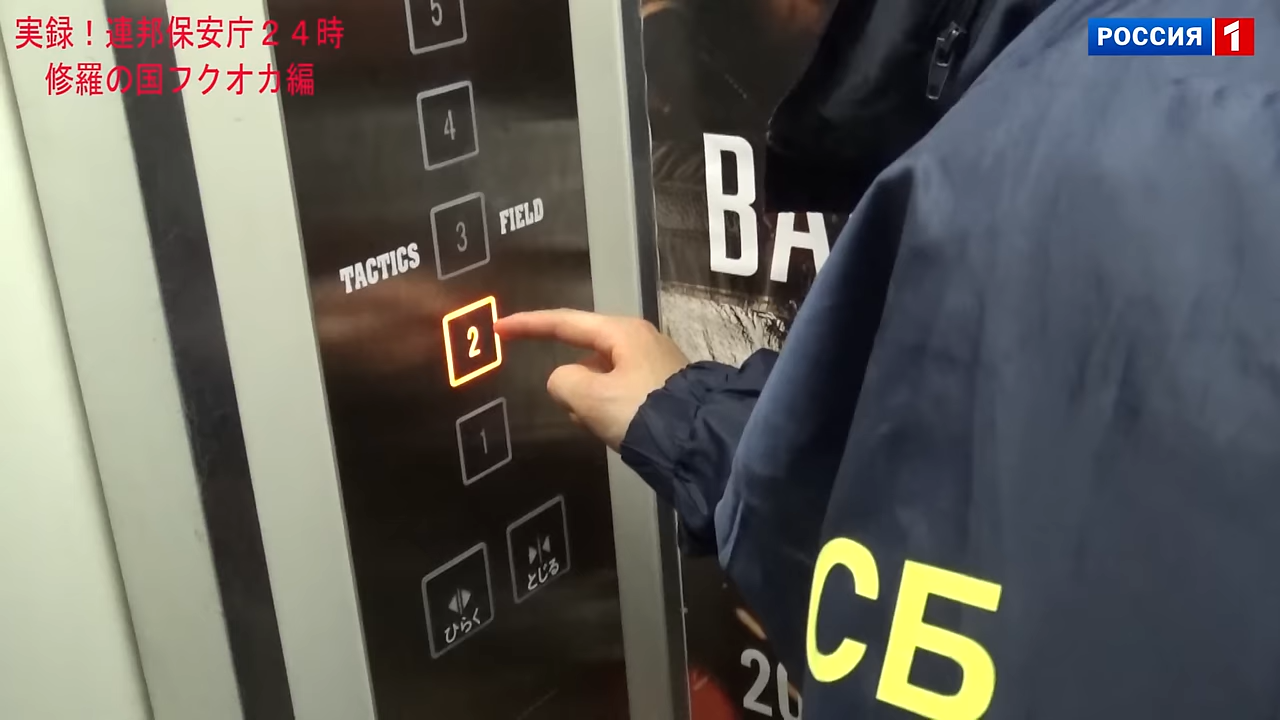 実録！連邦保安庁２４時
修羅の国フクオカ編
РОССИЯ 1
5
4
3
TACTICS
FIELD
2
1
とじる
ひらく
BA
СБ
20